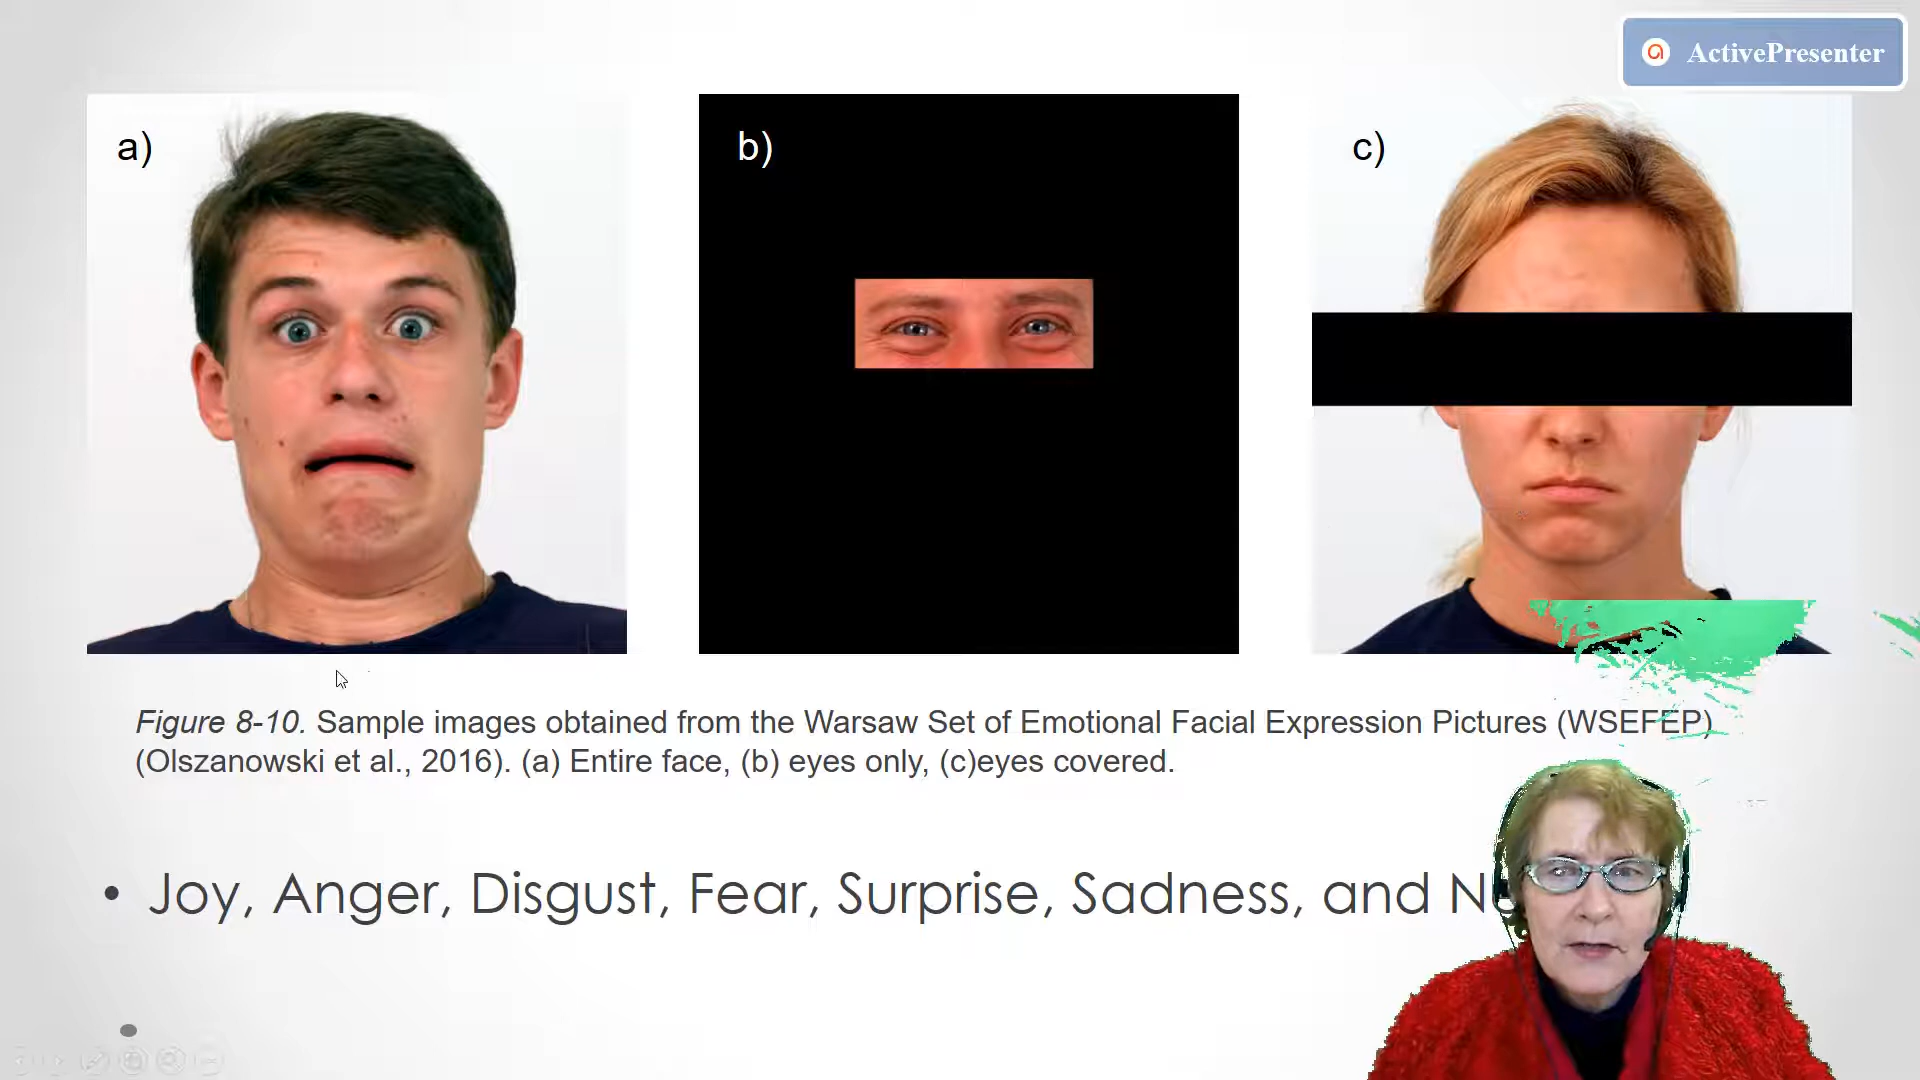 ActivePresenter
a)
b)
c)
Figure 8-10. Sample images obtained from the Warsaw Set of Emotional Facial Expression Pictures (WSEFEP)
(Olszanowski et al., 2016). (a) Entire face, (b) eyes only, (c)eyes covered.
• Joy, Anger, Disgust, Fear, Surprise, Sadness, and